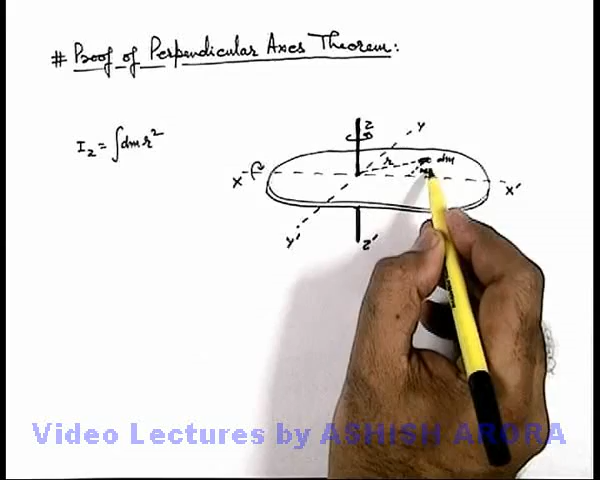 # Proof of Perpendicular Axes Theorem:
I_z = ∫dm r²
Z
Y
r
dm
X
X'
Z'
Video Lectures by ASHISH ARORA